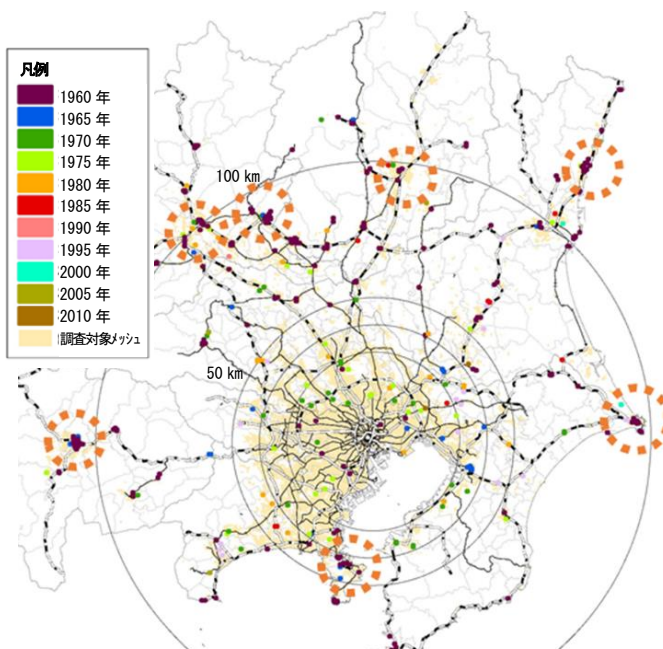 凡例
1960 年
1965 年
1970 年
1975 年
1980 年
1985 年
1990 年
1995 年
2000 年
2005 年
2010 年
調査対象メッシュ
100 km
50 km